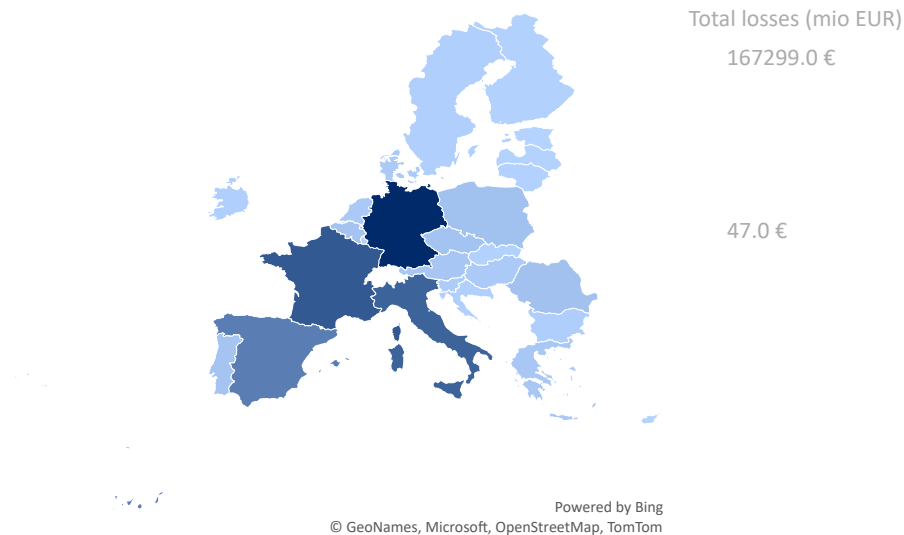 Total losses (mio EUR)
167299.0 €
47.0 €
Powered by Bing
© GeoNames, Microsoft, OpenStreetMap, TomTom